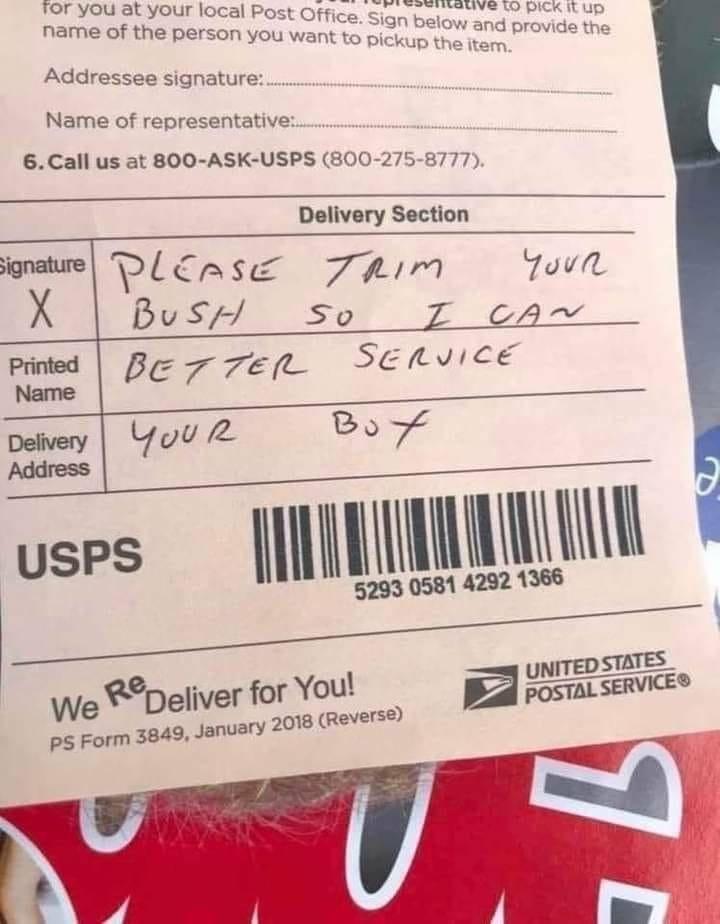 for you at your local Post Office. Sign below and provide the
name of the person you want to pickup the item.
Addressee signature:
Name of representative:
6. Call us at 800-ASK-USPS (800-275-8777).
Delivery Section
Signature
X
PLEASE TRIM YOUR
BUSH SO I CAN
Printed
Name
BETTER SERVICE
Delivery
Address
YOUR BOX
USPS
5293 0581 4292 1366
We ReDeliver for You!
PS Form 3849, January 2018 (Reverse)
UNITED STATES
POSTAL SERVICE®